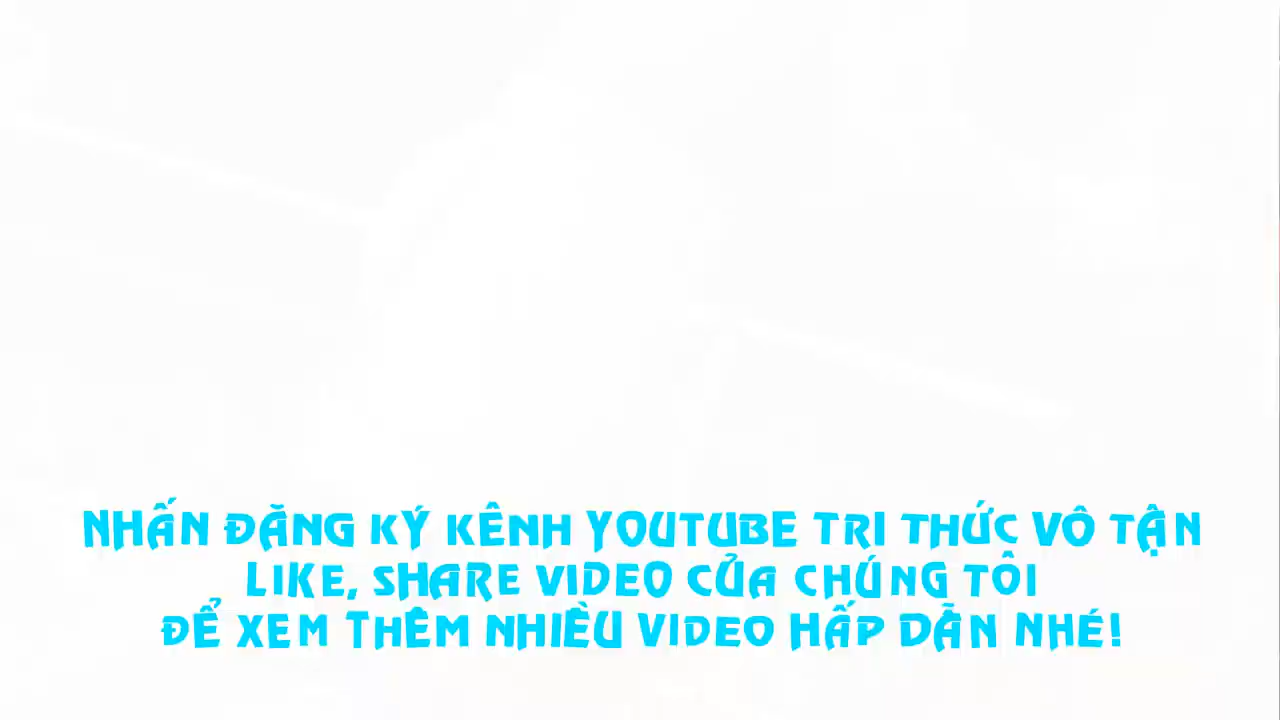 NHẤN ĐĂNG KÝ KÊNH YOUTUBE TRI THỨC VÔ TẬN
LIKE, SHARE VIDEO CỦA CHÚNG TÔI
ĐỂ XEM THÊM NHIỀU VIDEO HẤP DẪN NHÉ!